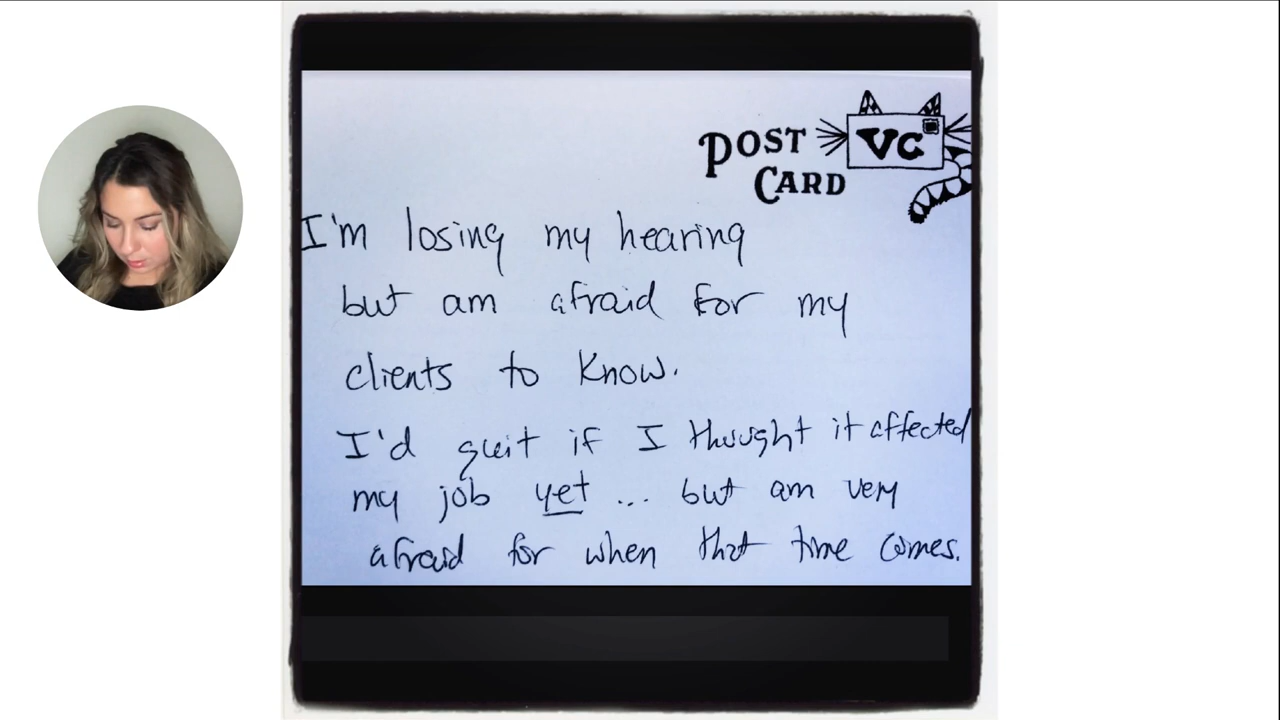 POST
VC
CARD
I'm losing my hearing
but am afraid for my
clients to know.
I'd quit if I thought it affected
my job yet ... but am very
afraid for when that time comes.